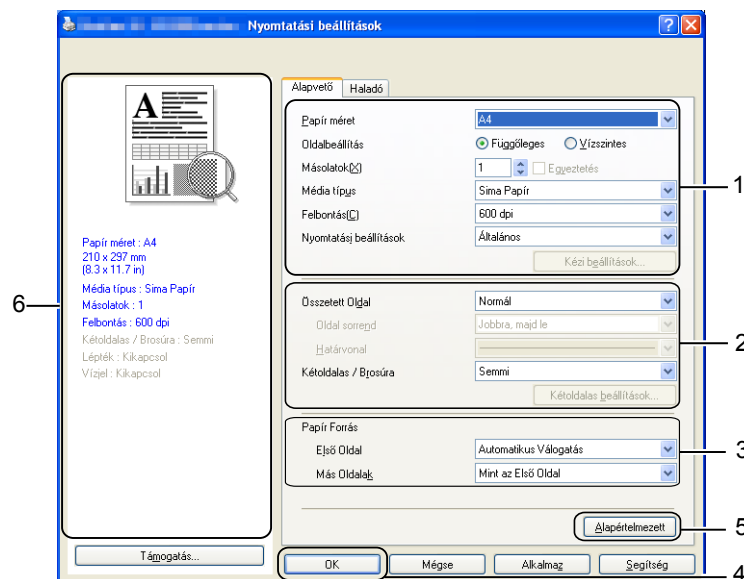 Nyomtatási beállítások
Alapvető Haladó
A
Papír méret A4
Oldalbeállítás Függőleges Vízszintes
Másolatok(X) 1 Egyeztetés
Média típus Sima Papír
Felbontás(C) 600 dpi
Nyomtatásj beállítások Általános
Kézi beállítások...
1
Papír méret : A4
210 x 297 mm
(8.3 x 11.7 in)
Média típus : Sima Papír
Másolatok : 1
Felbontás : 600 dpi
Kétoldalas / Brosúra : Semmi
Lépték : Kikapcsol
Vízjel : Kikapcsol
6
Összetett Oldal Normál
Oldal sorrend Jobbra, majd le
Határvonal
Kétoldalas / Brosúra Semmi
Kétoldalas beállítások...
2
Papír Forrás
Első Oldal Automatikus Válogatás
Más Oldalak Mint az Első Oldal
3
Alapértelmezett
5
Támogatás...
OK Mégse Alkalmaz Segítség
4